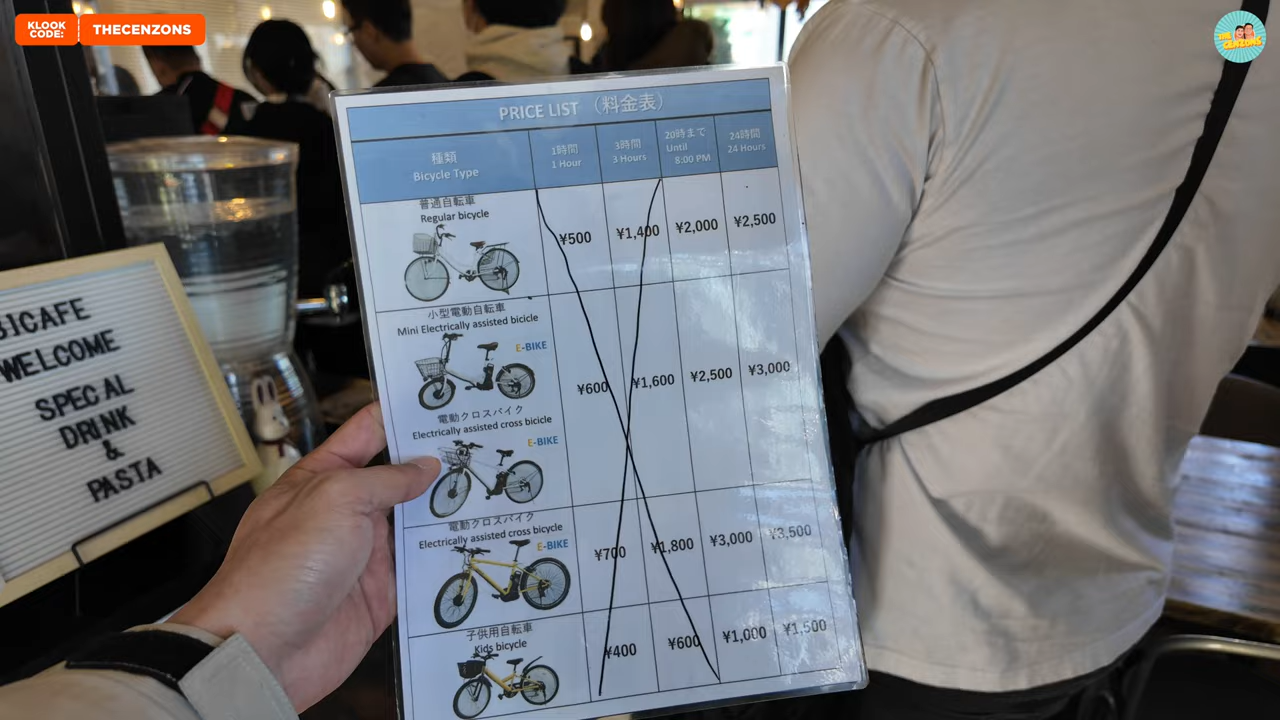 KLOOK CODE: THECENZONS
THE CENZONS
BICAFE
WELCOME
SPECIAL
DRINK
&
PASTA
PRICE LIST （料金表）
種類
Bicycle Type
1時間
1 Hour
3時間
3 Hours
20時まで
Until
8:00 PM
24時間
24 Hours
普通自転車
Regular bicycle
¥500 ¥1,400 ¥2,000 ¥2,500
小型電動自転車
Mini Electrically assisted bicicle
E-BIKE
¥600 ¥1,600 ¥2,500 ¥3,000
電動クロスバイク
Electrically assisted cross bicicle
E-BIKE
電動クロスバイク
Electrically assisted cross bicycle
E-BIKE
¥700 ¥1,800 ¥3,000 ¥3,500
子供用自転車
Kids bicycle
¥400 ¥600 ¥1,000 ¥1,500